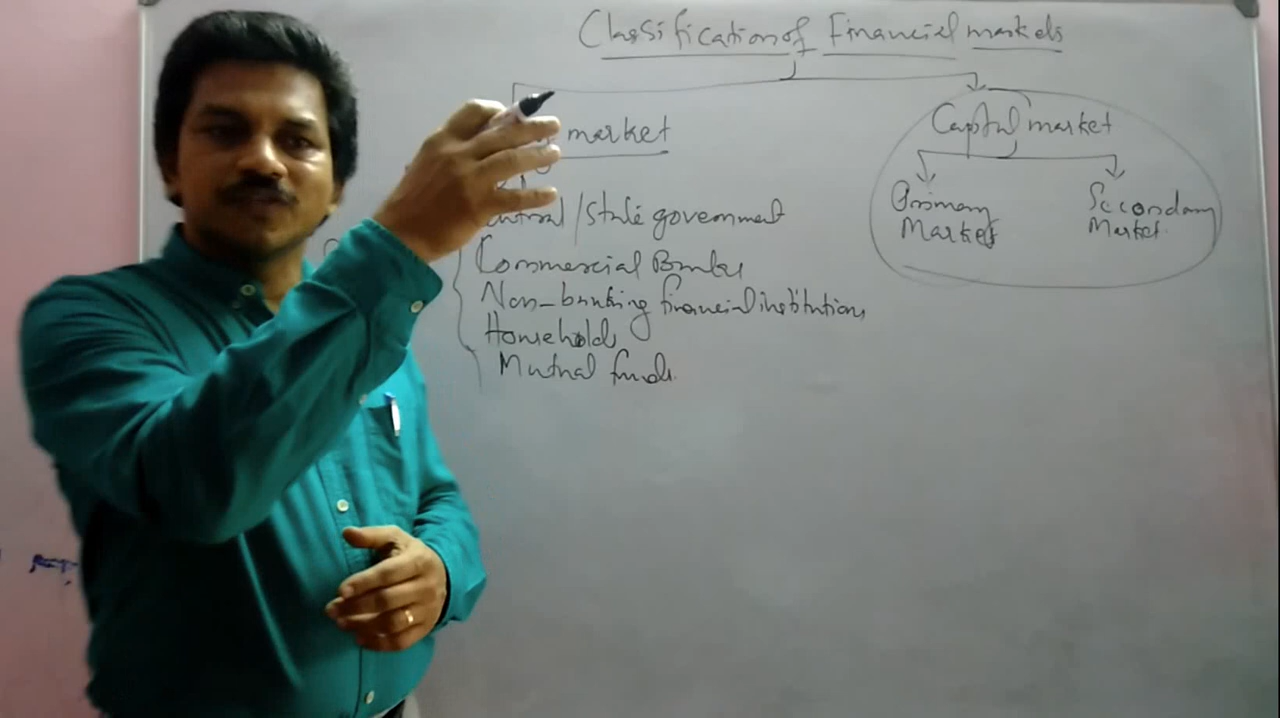 Classification of Financial markets
market
Capital market
Primary Market
Secondary Market
/State government
Commercial Banks
Non-banking financial institutions
Households
Mutual funds